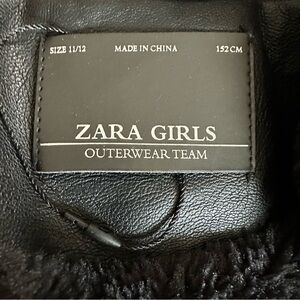 SIZE 11/12 MADE IN CHINA 152 CM
ZARA GIRLS
OUTERWEAR TEAM